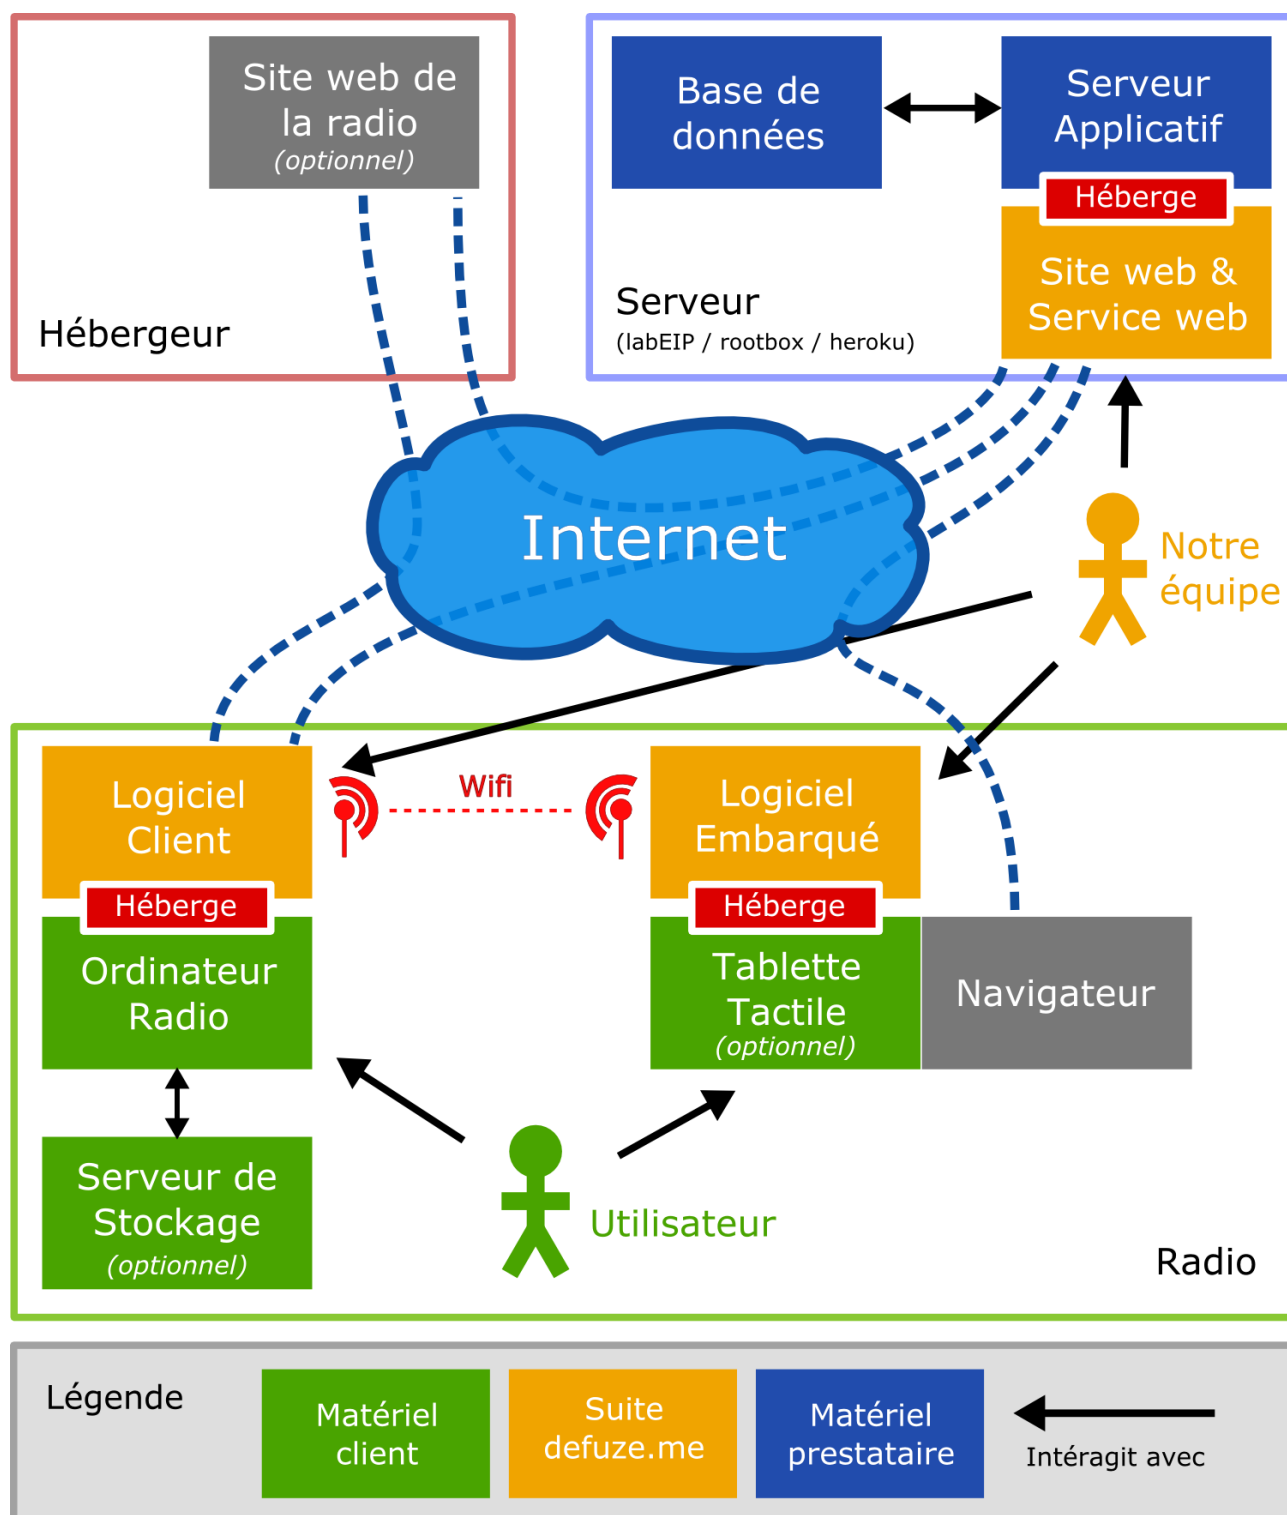 Site web de
la radio
(optionnel)
Hébergeur
Base de
données
Serveur
Applicatif
Héberge
Site web &
Service web
Serveur
(labEIP / rootbox / heroku)
Internet
Notre
équipe
Logiciel
Client
Wifi
Logiciel
Embarqué
Héberge
Héberge
Ordinateur
Radio
Tablette
Tactile
(optionnel)
Navigateur
Serveur de
Stockage
(optionnel)
Utilisateur
Radio
Légende
Matériel
client
Suite
defuze.me
Matériel
prestataire
Intéragit avec